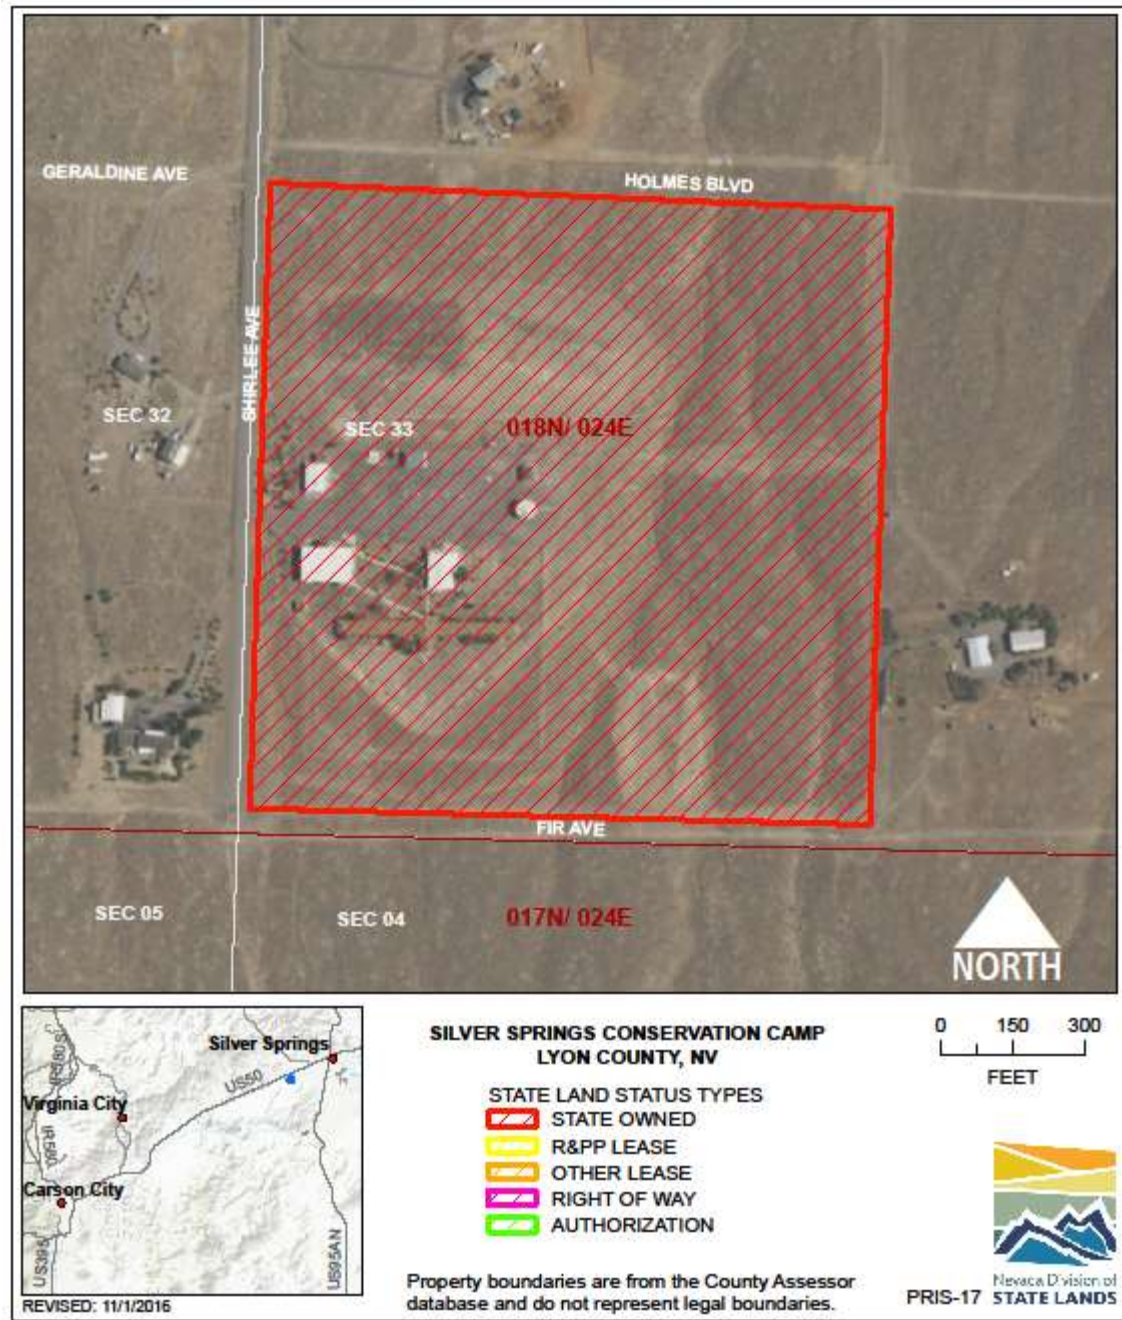 GERALDINE AVE
HOLMES BLVD
SHIRLEE AVE
SEC 32
SEC 33
018N/ 024E
FIR AVE
SEC 05
SEC 04
017N/ 024E
NORTH
Silver Springs
US50
Virginia City
IR580S
IR580
Carson City
US395
US95AN
REVISED: 11/1/2016
SILVER SPRINGS CONSERVATION CAMP
LYON COUNTY, NV
STATE LAND STATUS TYPES
STATE OWNED
R&PP LEASE
OTHER LEASE
RIGHT OF WAY
AUTHORIZATION
Property boundaries are from the County Assessor
database and do not represent legal boundaries.
0 150 300
FEET
PRIS-17
Nevada Division of
STATE LANDS